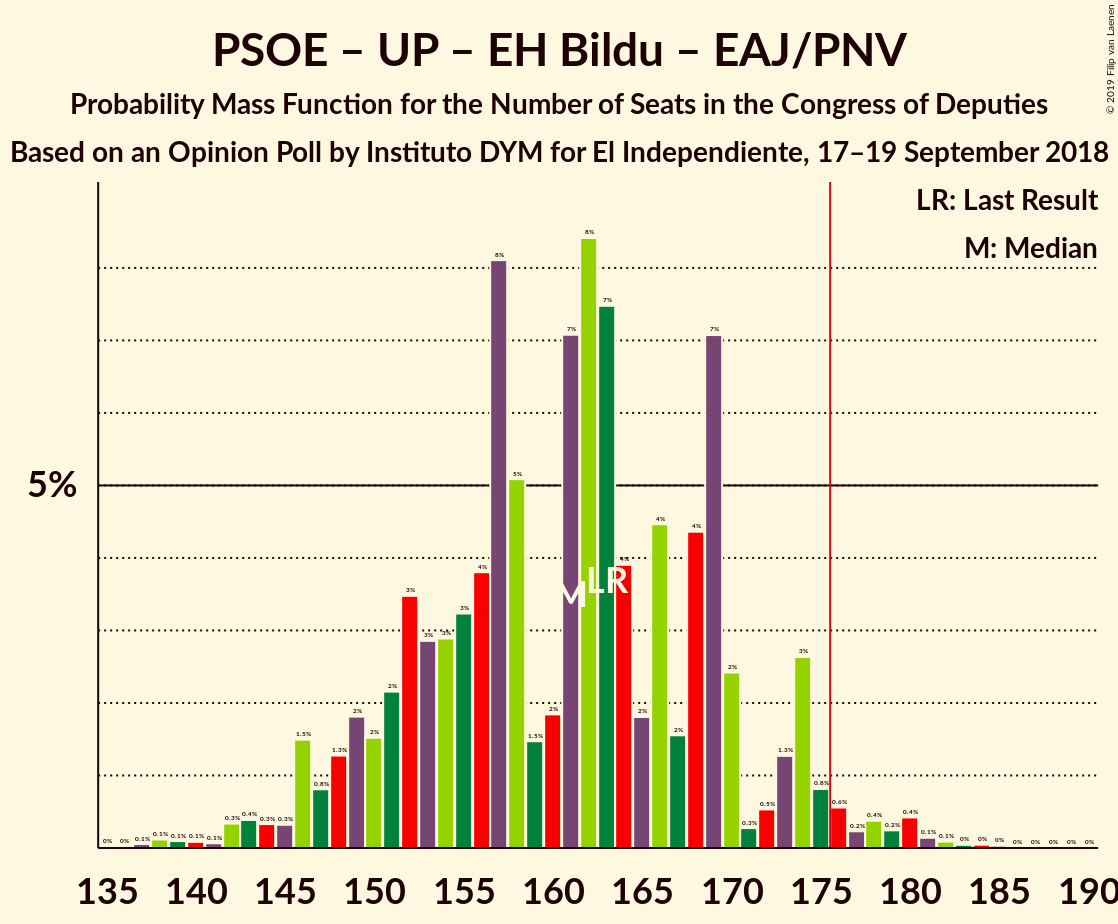 PSOE – UP – EH Bildu – EAJ/PNV
Probability Mass Function for the Number of Seats in the Congress of Deputies
Based on an Opinion Poll by Instituto DYM for El Independiente, 17–19 September 2018
© 2019 Filip van Laenen
LR: Last Result
M: Median
5%
0% 0% 0.1% 0.1% 0.1% 0.1% 0.1% 0.3% 0.4% 0.3% 0.3% 1.5% 0.8% 1.3% 2% 2% 2% 3% 3% 3% 3% 4% 8% 5% 1.5% 2% 7% 8% 7% 4% 2% 4% 2% 4% 7% 2% 0.3% 0.5% 1.3% 3% 0.8% 0.6% 0.2% 0.4% 0.2% 0.4% 0.1% 0.1% 0% 0% 0% 0% 0% 0% 0% 0%
M LR
135 140 145 150 155 160 165 170 175 180 185 190